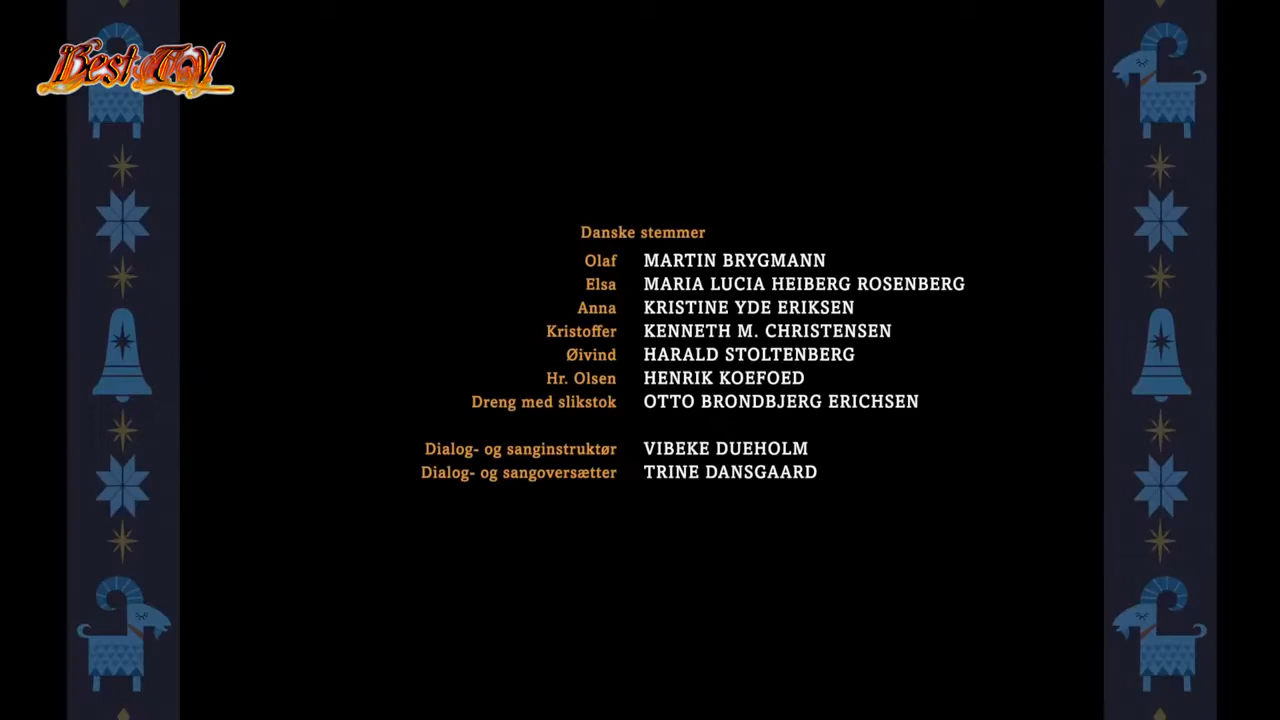 Best Toy
Danske stemmer
Olaf MARTIN BRYGMANN
Elsa MARIA LUCIA HEIBERG ROSENBERG
Anna KRISTINE YDE ERIKSEN
Kristoffer KENNETH M. CHRISTENSEN
Øivind HARALD STOLTENBERG
Hr. Olsen HENRIK KOEFOED
Dreng med slikstok OTTO BRONDBJERG ERICHSEN
Dialog- og sanginstruktør VIBEKE DUEHOLM
Dialog- og sangoversætter TRINE DANSGAARD